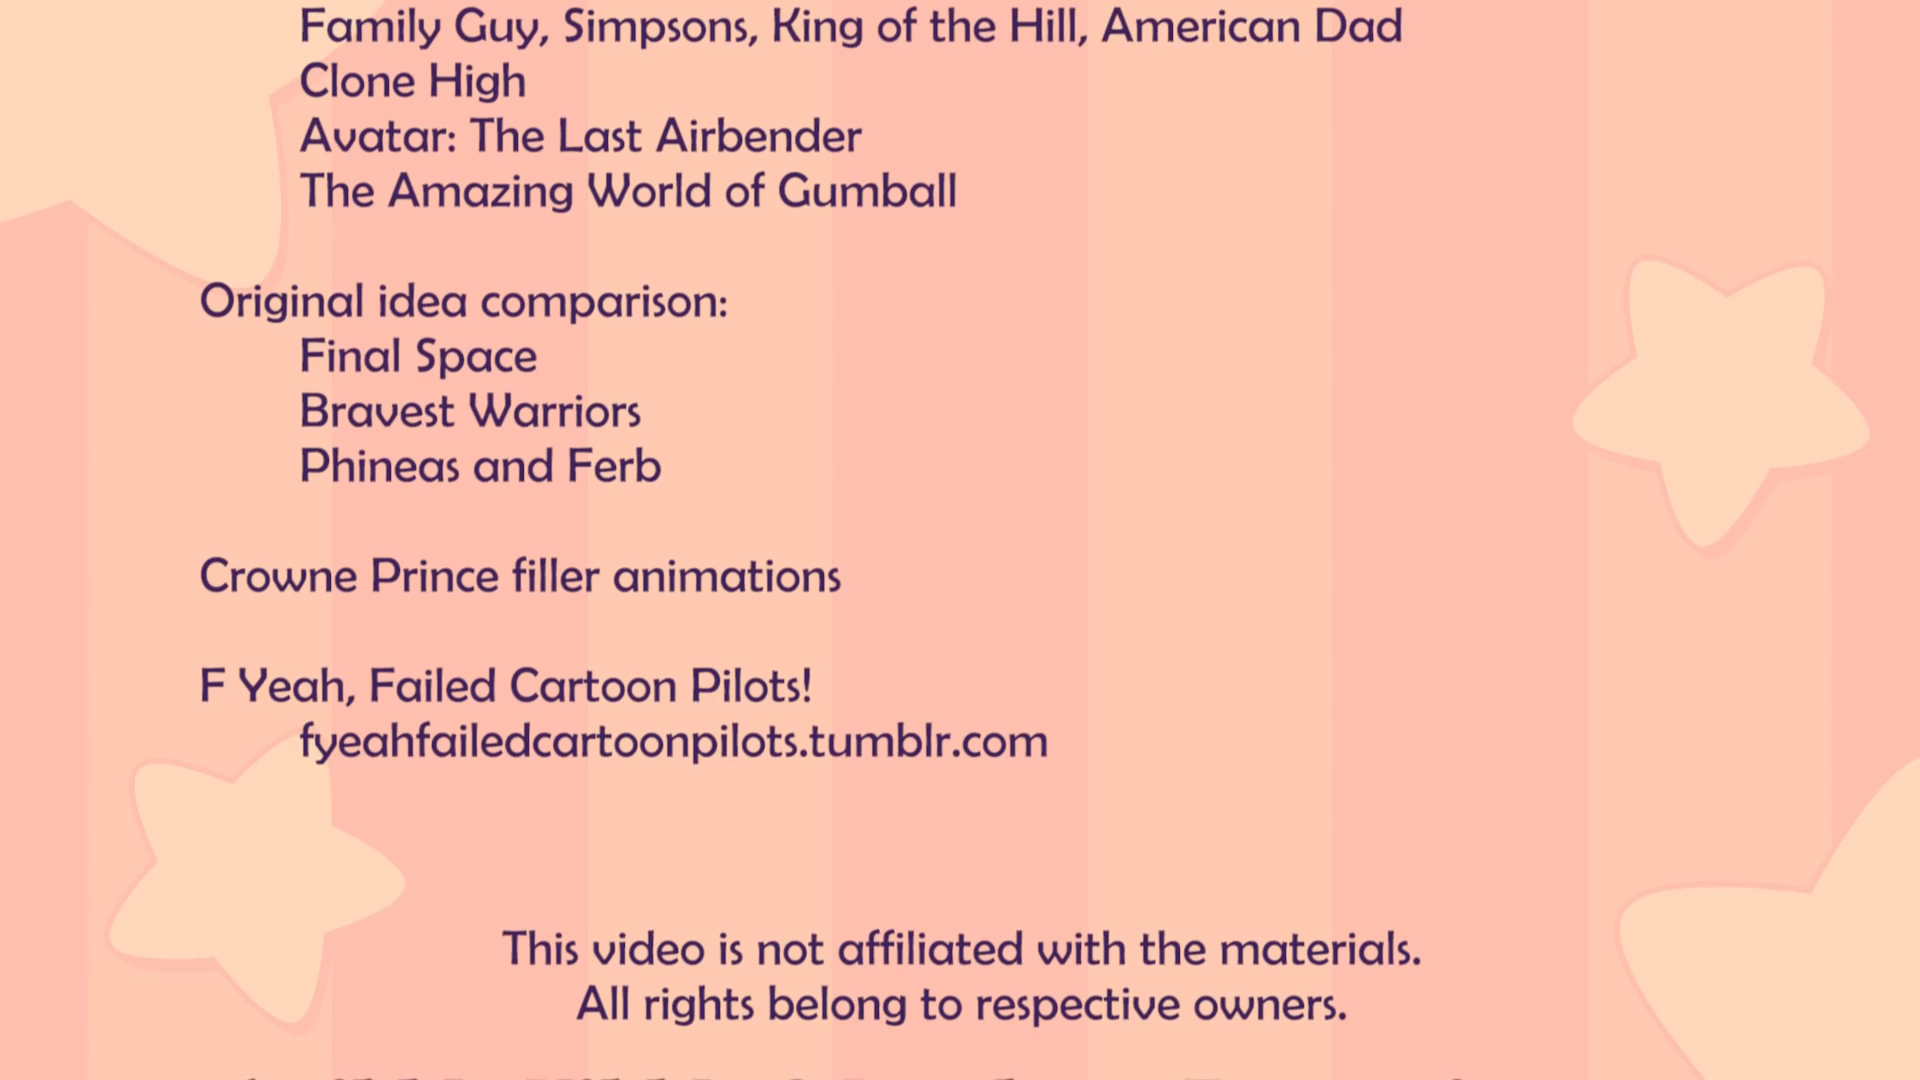 Family Guy, Simpsons, King of the Hill, American Dad
Clone High
Avatar: The Last Airbender
The Amazing World of Gumball
Original idea comparison:
Final Space
Bravest Warriors
Phineas and Ferb
Crowne Prince filler animations
F Yeah, Failed Cartoon Pilots!
fyeahfailedcartoonpilots.tumblr.com
This video is not affiliated with the materials.
All rights belong to respective owners.